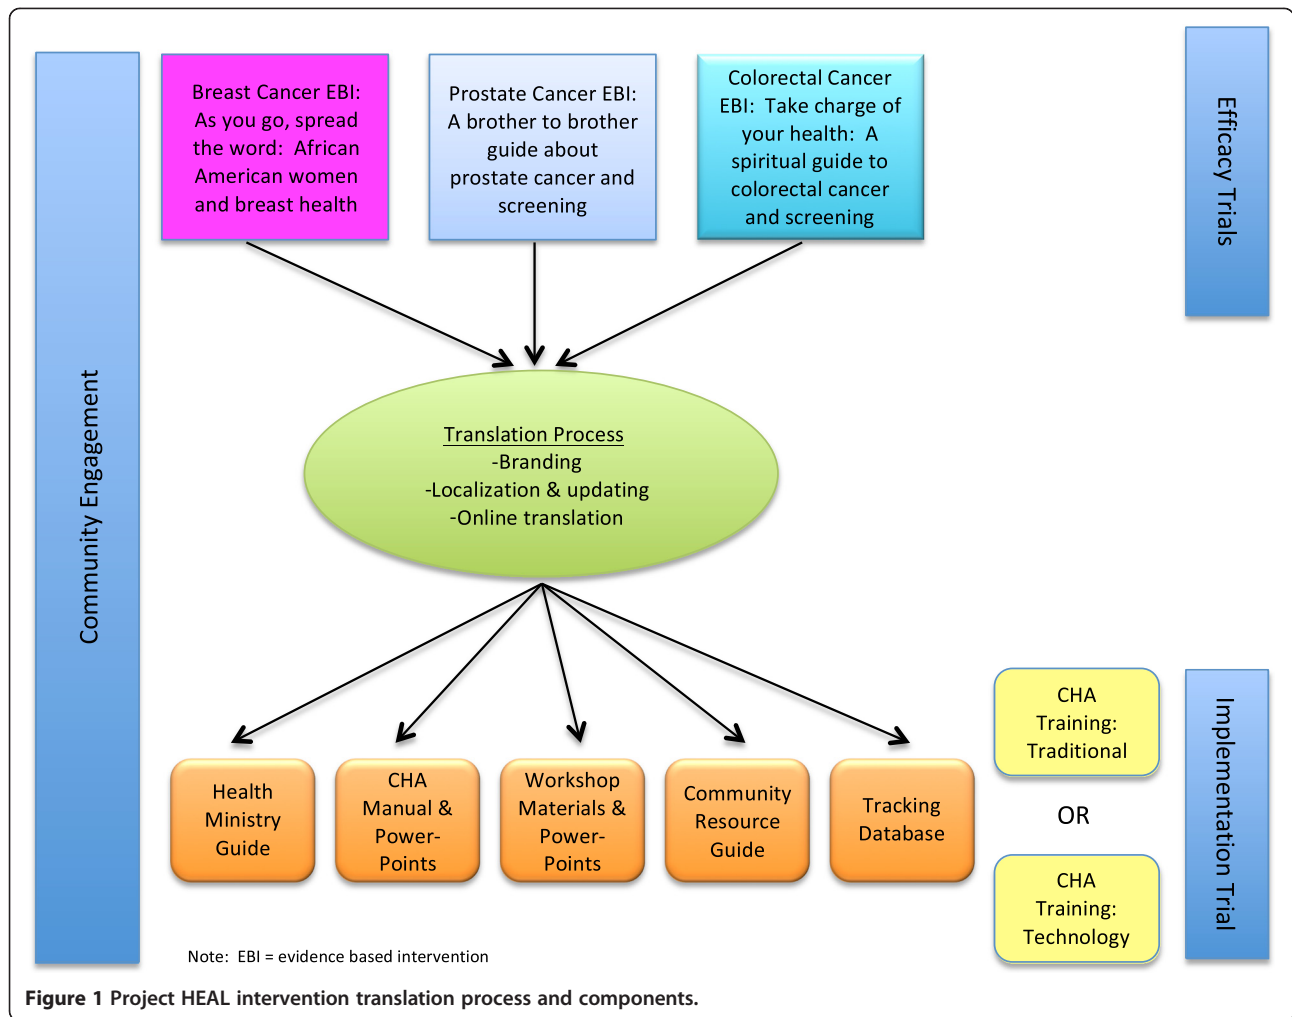 Community Engagement
Breast Cancer EBI:
As you go, spread
the word:  African
American women
and breast health
Prostate Cancer EBI:
A brother to brother
guide about
prostate cancer and
screening
Colorectal Cancer
EBI:  Take charge of
your health:  A
spiritual guide to
colorectal cancer
and screening
Efficacy Trials
Translation Process
-Branding
-Localization & updating
-Online translation
Health
Ministry
Guide
CHA
Manual &
Power-
Points
Workshop
Materials &
Power-
Points
Community
Resource
Guide
Tracking
Database
CHA
Training:
Traditional
OR
CHA
Training:
Technology
Implementation Trial
Note:  EBI = evidence based intervention
Figure 1 Project HEAL intervention translation process and components.